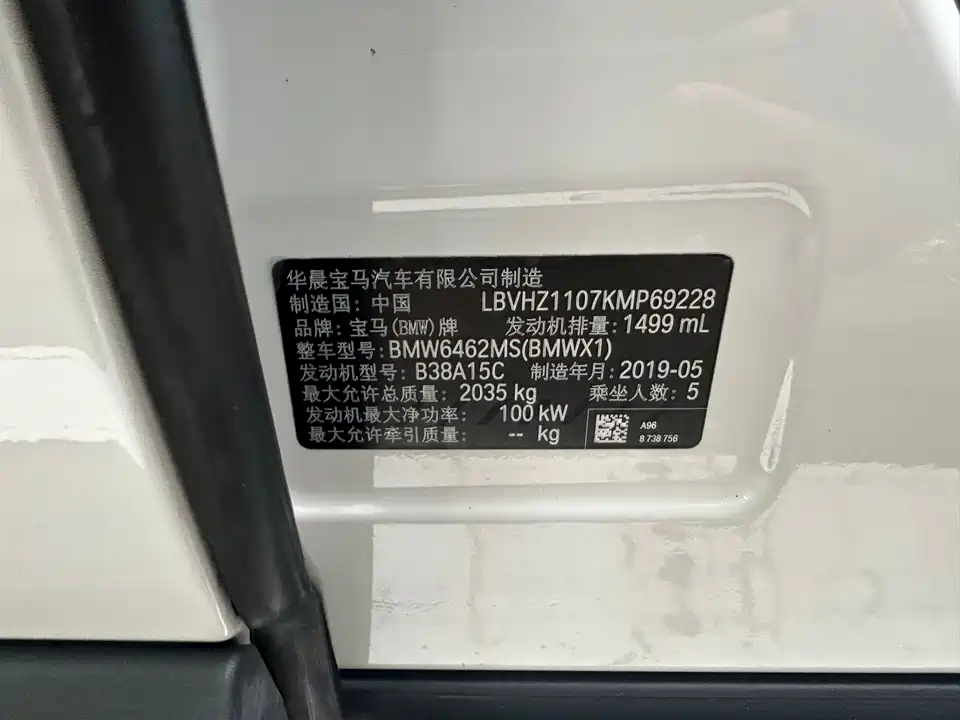 华晨宝马汽车有限公司制造
制造国: 中国 LBVHZ1107KMP69228
品牌: 宝马(BMW)牌 发动机排量: 1499 mL
整车型号: BMW6462MS(BMWX1)
发动机型号: B38A15C 制造年月: 2019-05
最大允许总质量: 2035 kg 乘坐人数: 5
发动机最大净功率: 100 kW
最大允许牵引质量: -- kg
A96
8 738 756